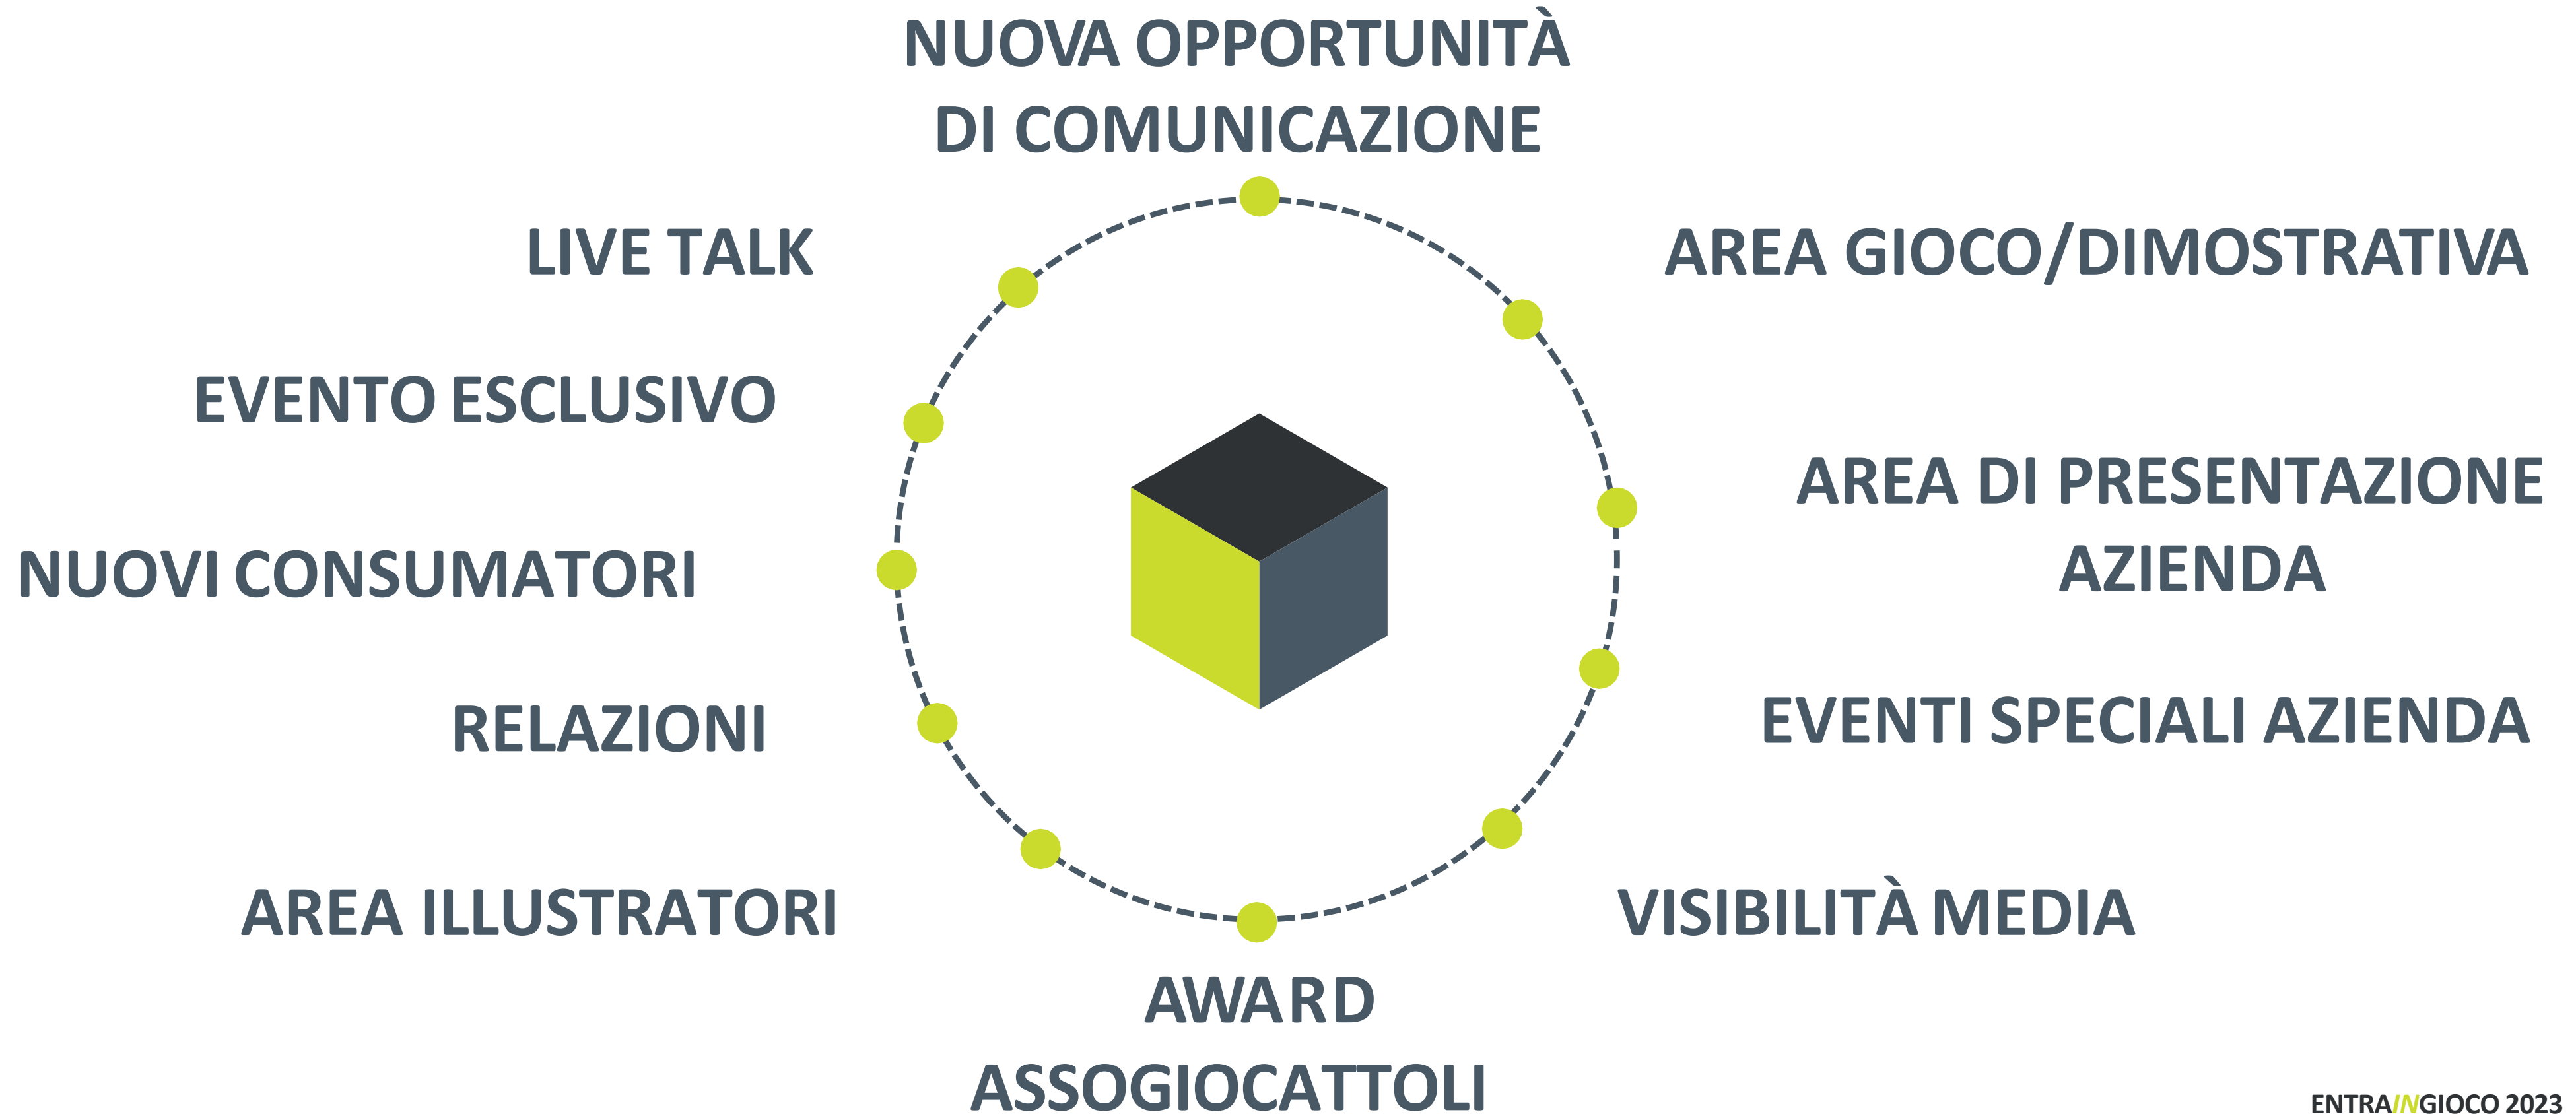 NUOVA OPPORTUNITÀ
DI COMUNICAZIONE
LIVE TALK
AREA GIOCO/DIMOSTRATIVA
EVENTO ESCLUSIVO
AREA DI PRESENTAZIONE
AZIENDA
NUOVI CONSUMATORI
RELAZIONI
EVENTI SPECIALI AZIENDA
AREA ILLUSTRATORI
VISIBILITÀ MEDIA
AWARD
ASSOGIOCATTOLI
ENTRAINGIOCO 2023